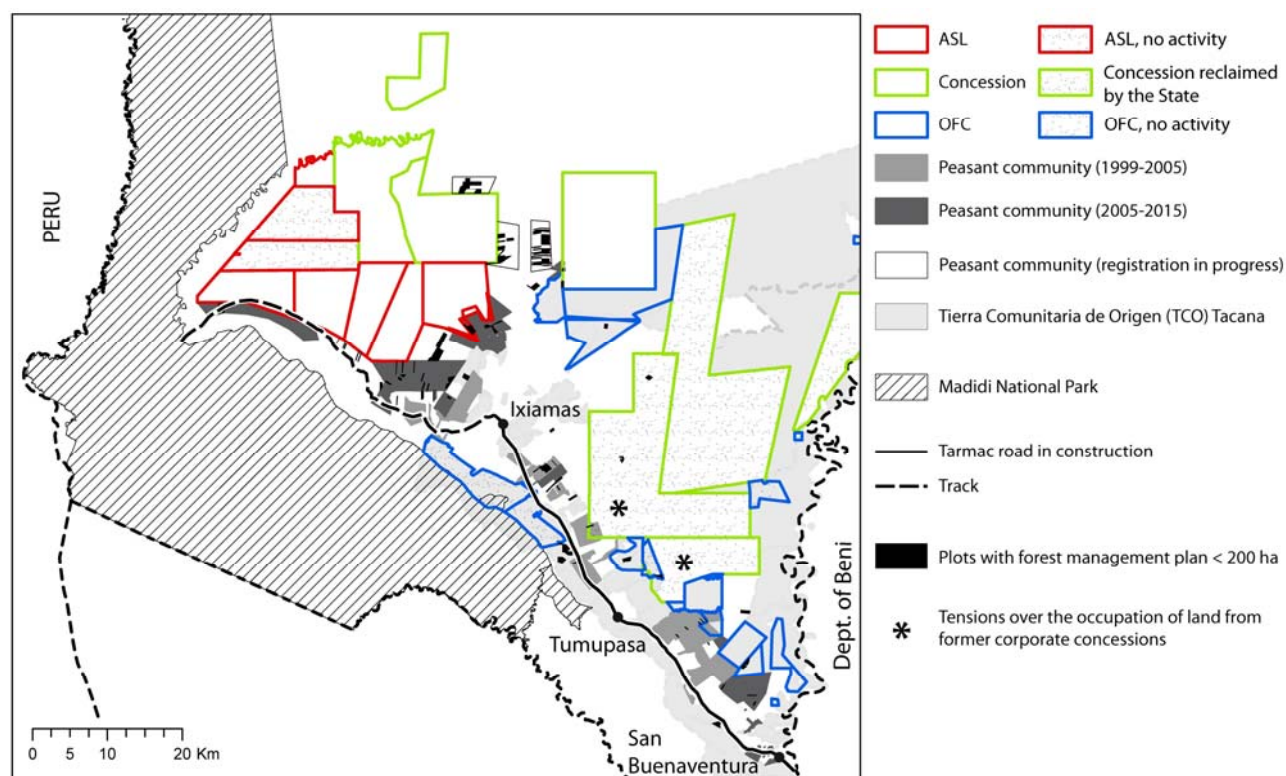 PERU
Ixiamas
Tumupasa
San
Buenaventura
Dept. of Beni
0 5 10 20 Km
ASL
ASL, no activity
Concession
Concession reclaimed
by the State
OFC
OFC, no activity
Peasant community (1999-2005)
Peasant community (2005-2015)
Peasant community (registration in progress)
Tierra Comunitaria de Origen (TCO) Tacana
Madidi National Park
Tarmac road in construction
Track
Plots with forest management plan < 200 ha
* Tensions over the occupation of land from
former corporate concessions